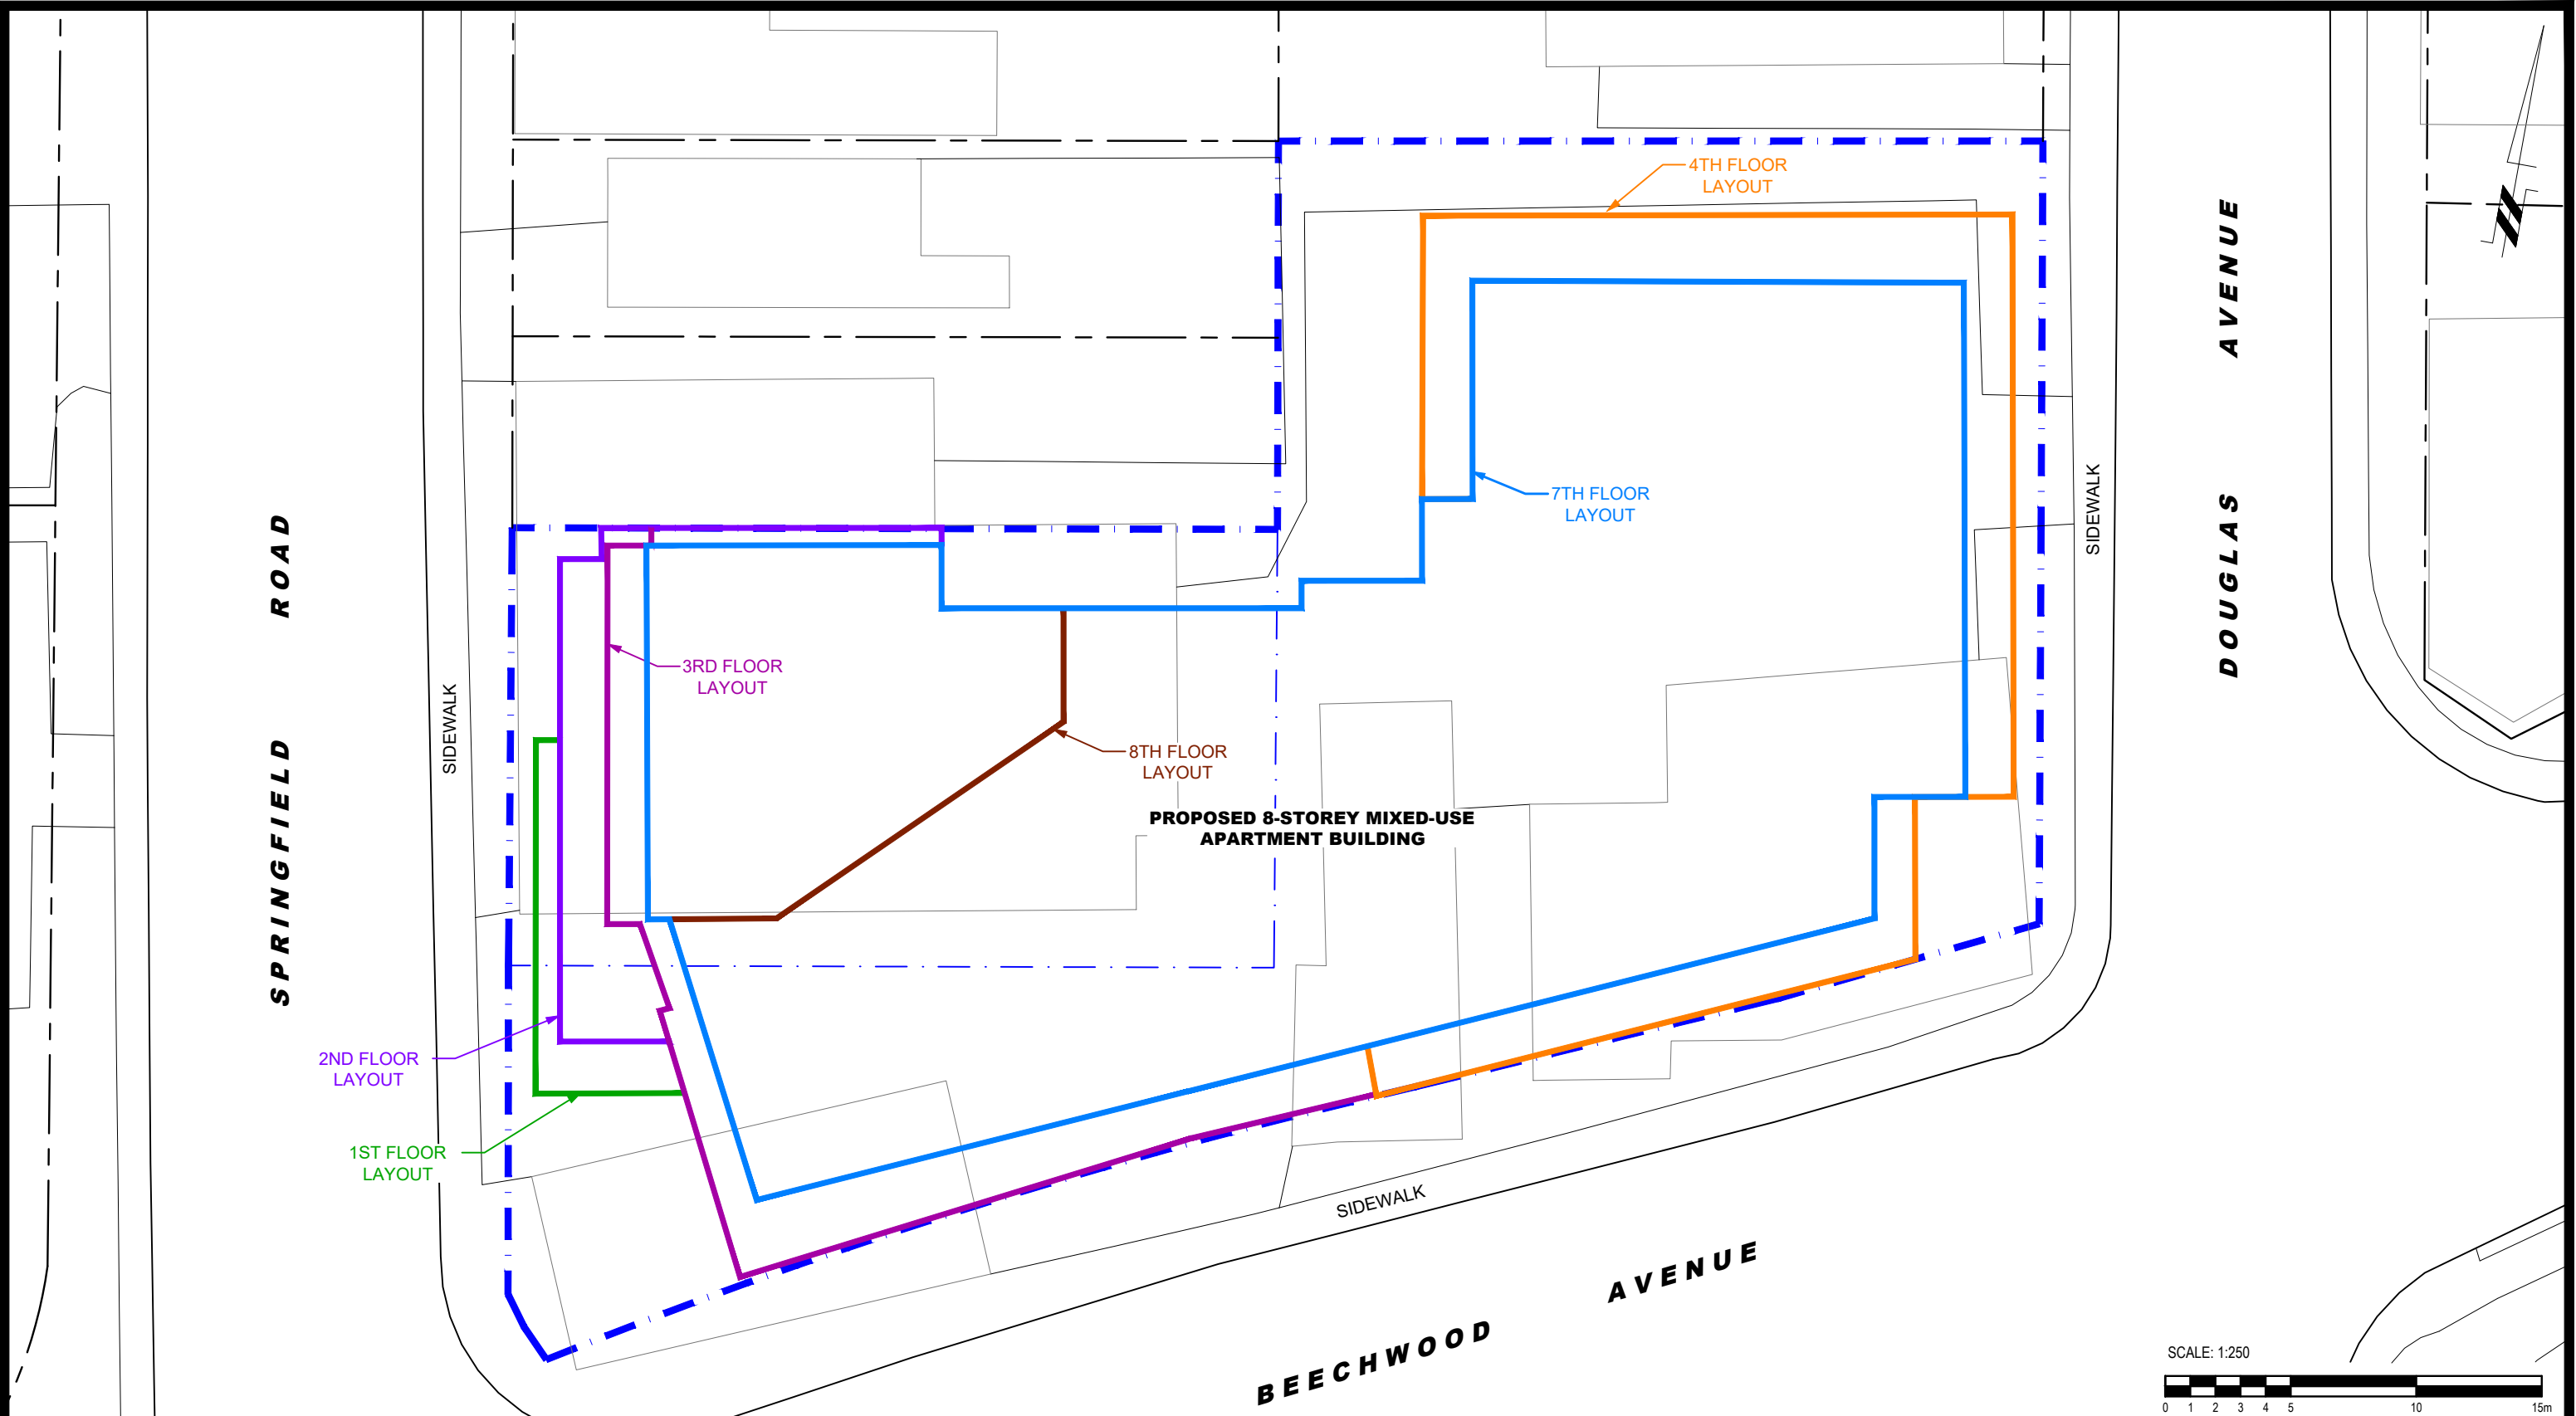 4TH FLOOR
LAYOUT
7TH FLOOR
LAYOUT
3RD FLOOR
LAYOUT
8TH FLOOR
LAYOUT
PROPOSED 8-STOREY MIXED-USE
APARTMENT BUILDING
2ND FLOOR
LAYOUT
1ST FLOOR
LAYOUT
SPRINGFIELD ROAD
SIDEWALK
SIDEWALK
DOUGLAS AVENUE
SIDEWALK
BEECHWOOD AVENUE
SCALE: 1:250
0 1 2 3 4 5 10 15m